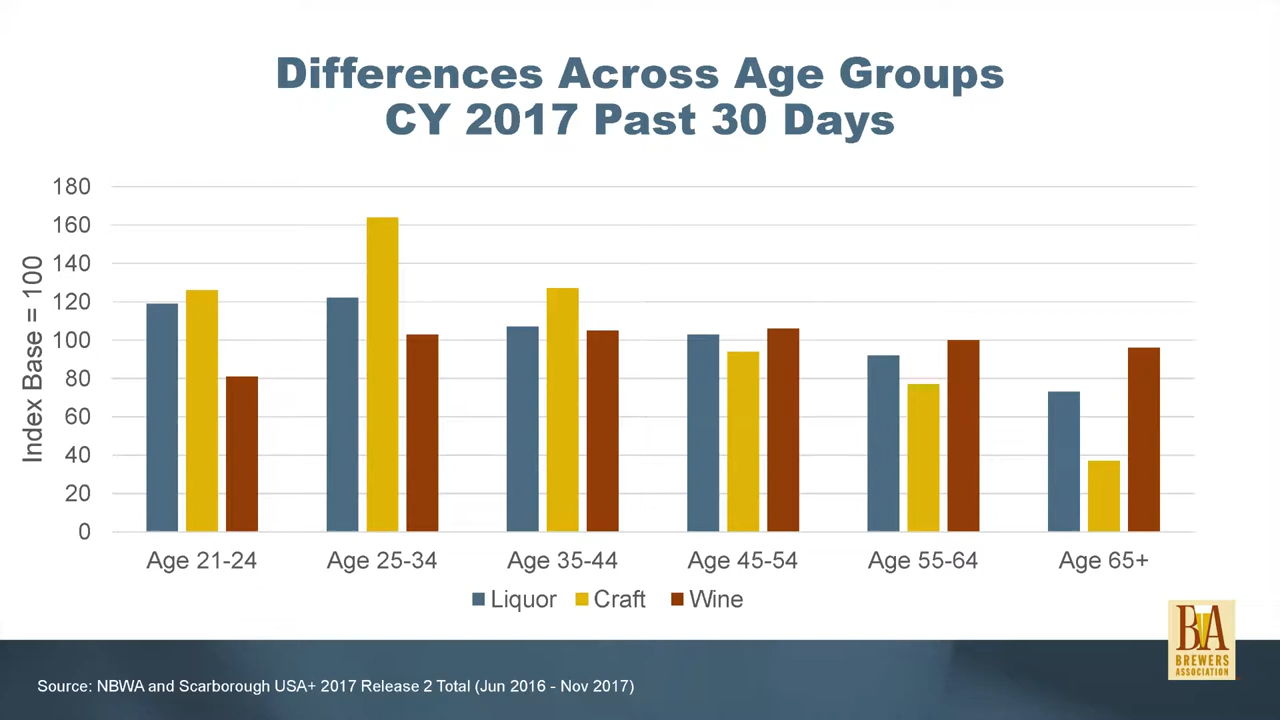 Differences Across Age Groups
CY 2017 Past 30 Days
Index Base = 100
180
160
140
120
100
80
60
40
20
0
Age 21-24 Age 25-34 Age 35-44 Age 45-54 Age 55-64 Age 65+
Liquor Craft Wine
BA
BREWERS
ASSOCIATION
Source: NBWA and Scarborough USA+ 2017 Release 2 Total (Jun 2016 - Nov 2017)